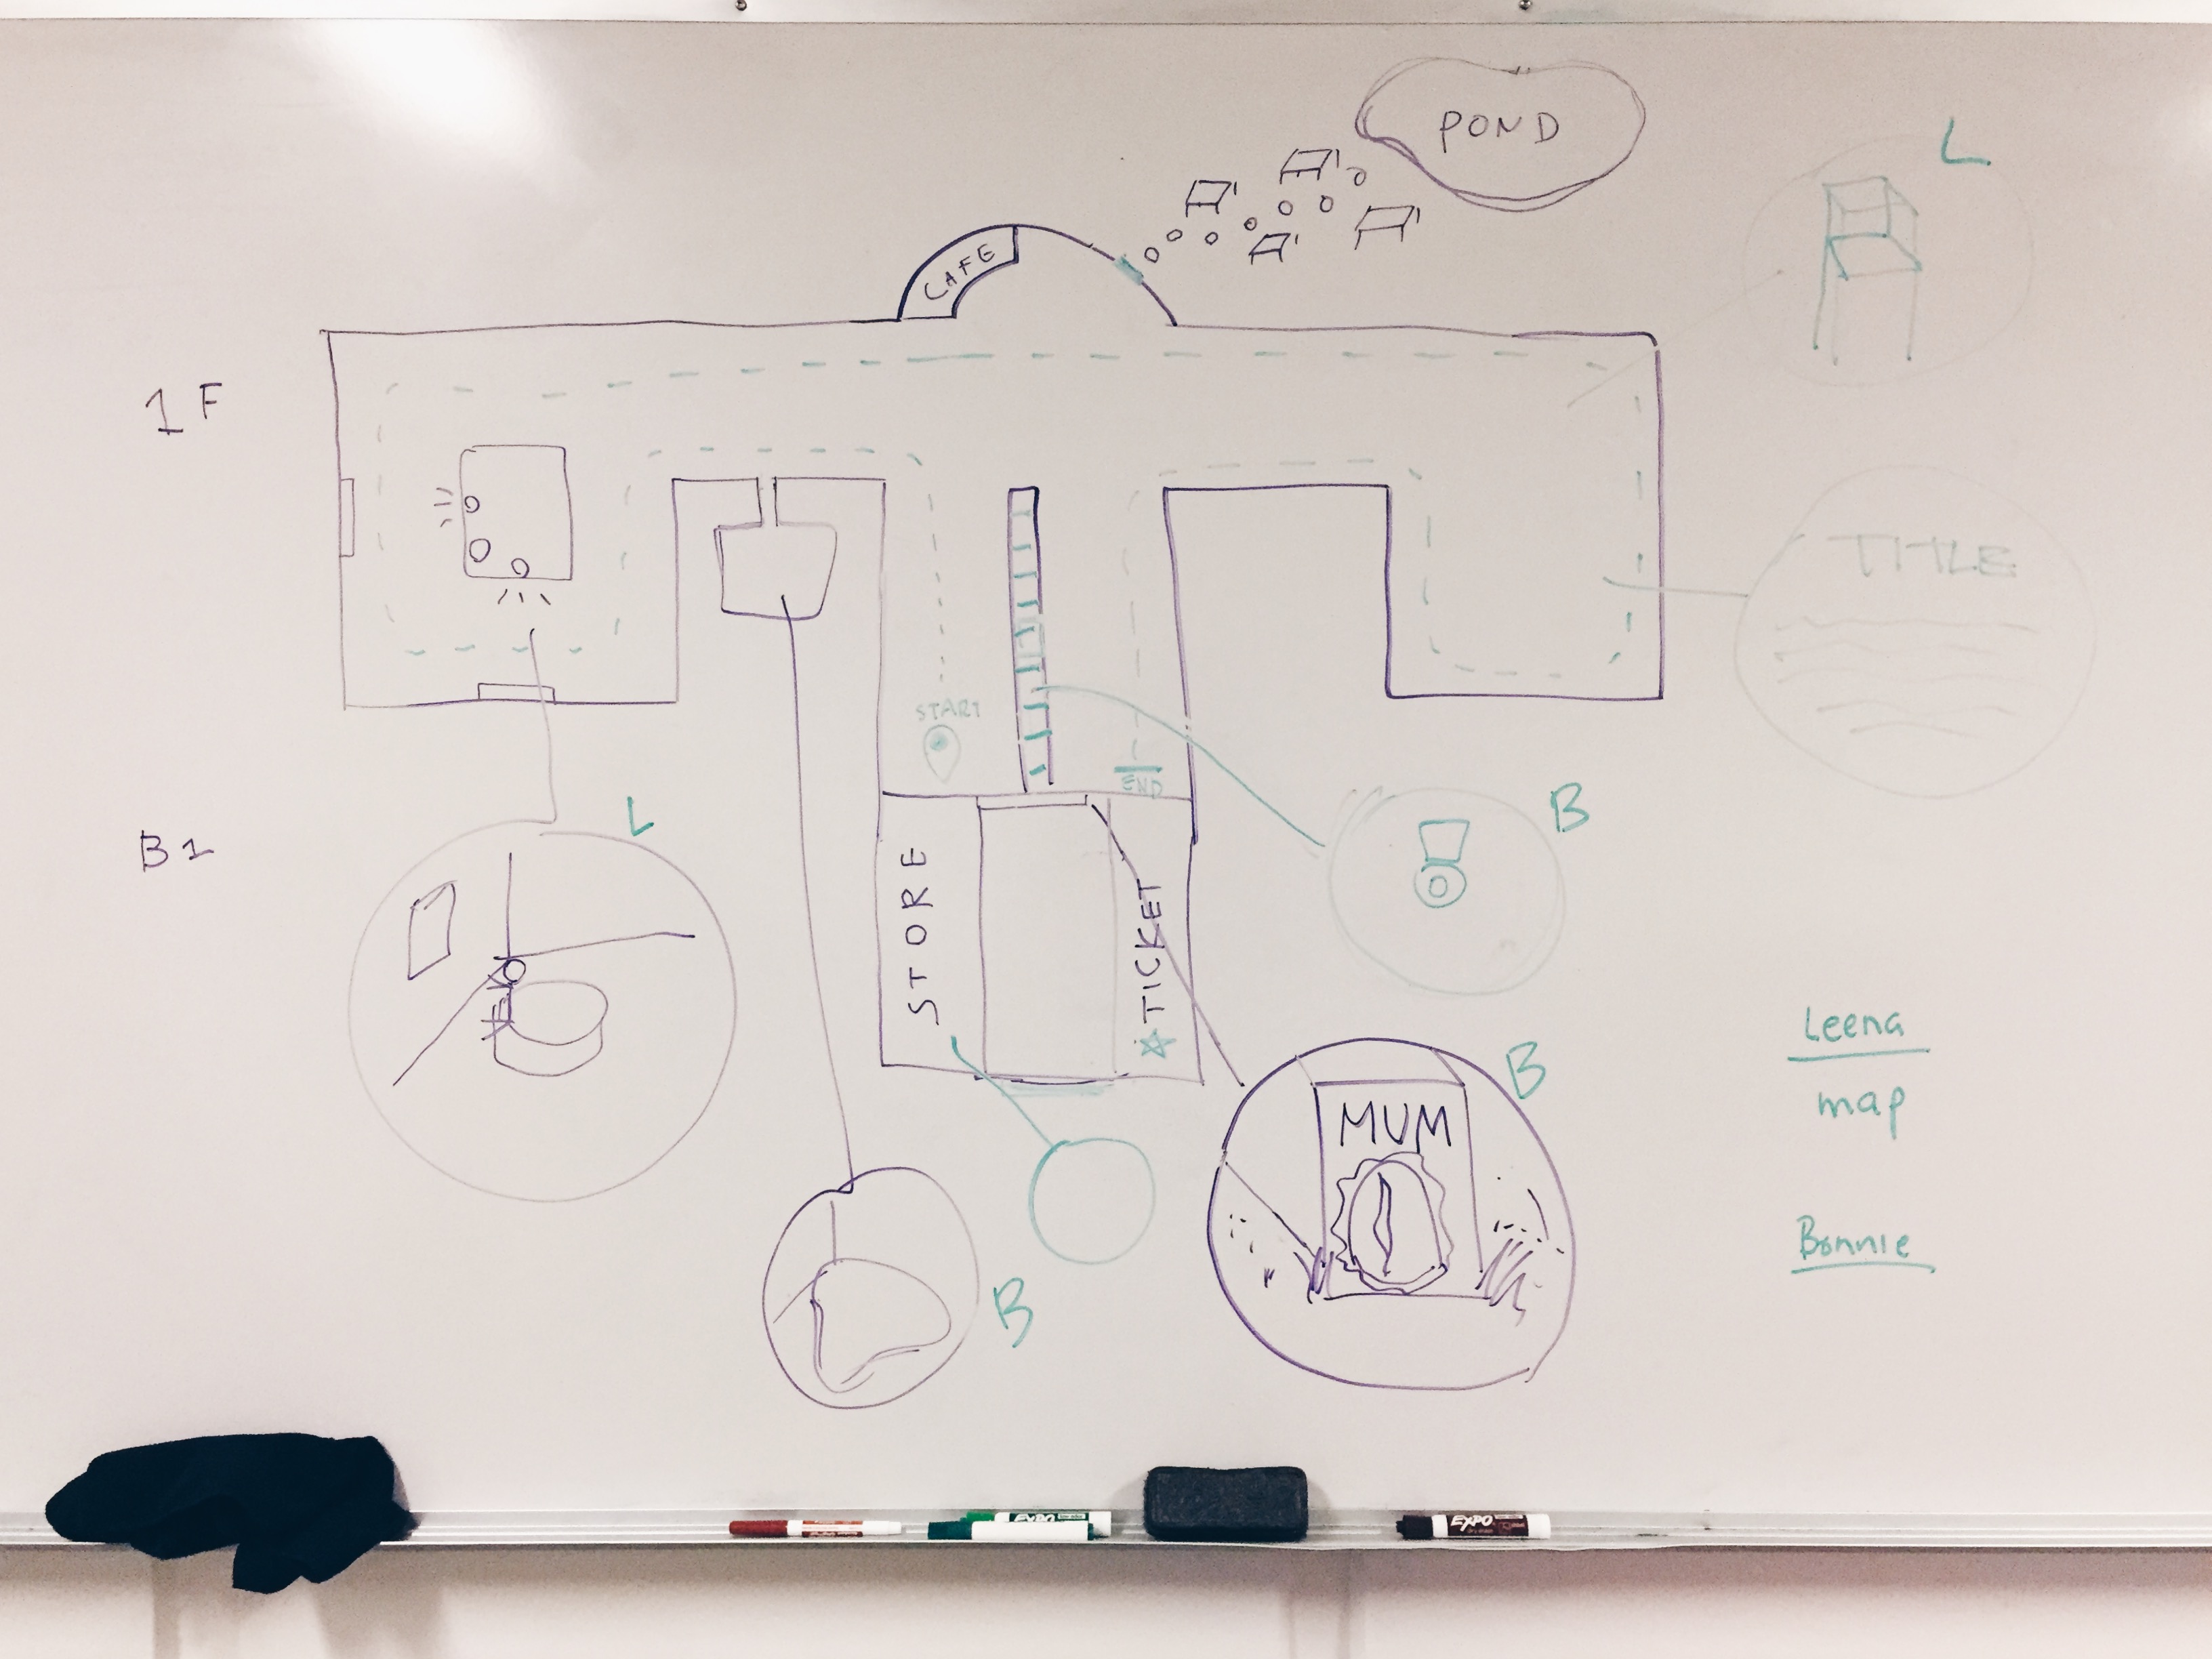 POND
L
CAFE
1F
TITLE
START
END
B1
L
B
STORE
TICKET
B
MUM
B
Leena
map
Bonnie
EXPO
EXPO